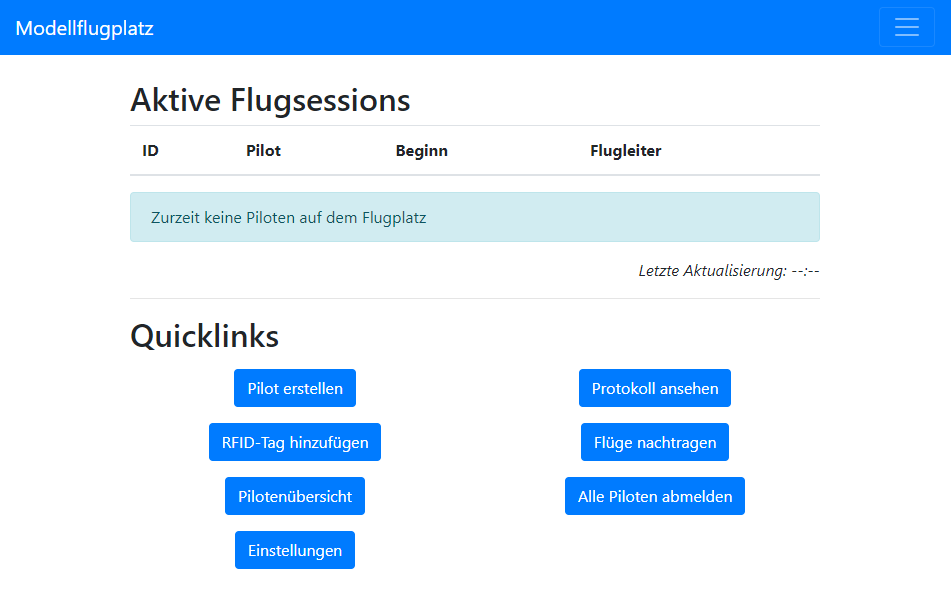 Modellflugplatz
Aktive Flugsessions
ID Pilot Beginn Flugleiter
Zurzeit keine Piloten auf dem Flugplatz
Letzte Aktualisierung: --:--
Quicklinks
Pilot erstellen Protokoll ansehen
RFID-Tag hinzufügen Flüge nachtragen
Pilotenübersicht Alle Piloten abmelden
Einstellungen